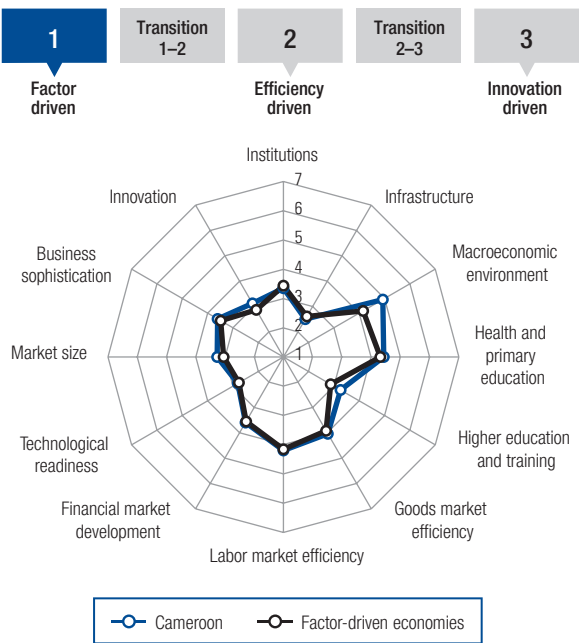 1
Transition
1–2
2
Transition
2–3
3
Factor
driven
Efficiency
driven
Innovation
driven
Institutions
7
6
5
4
3
2
1
Infrastructure
Macroeconomic
environment
Health and
primary
education
Higher education
and training
Goods market
efficiency
Labor market efficiency
Financial market
development
Technological
readiness
Market size
Business
sophistication
Innovation
Cameroon
Factor-driven economies